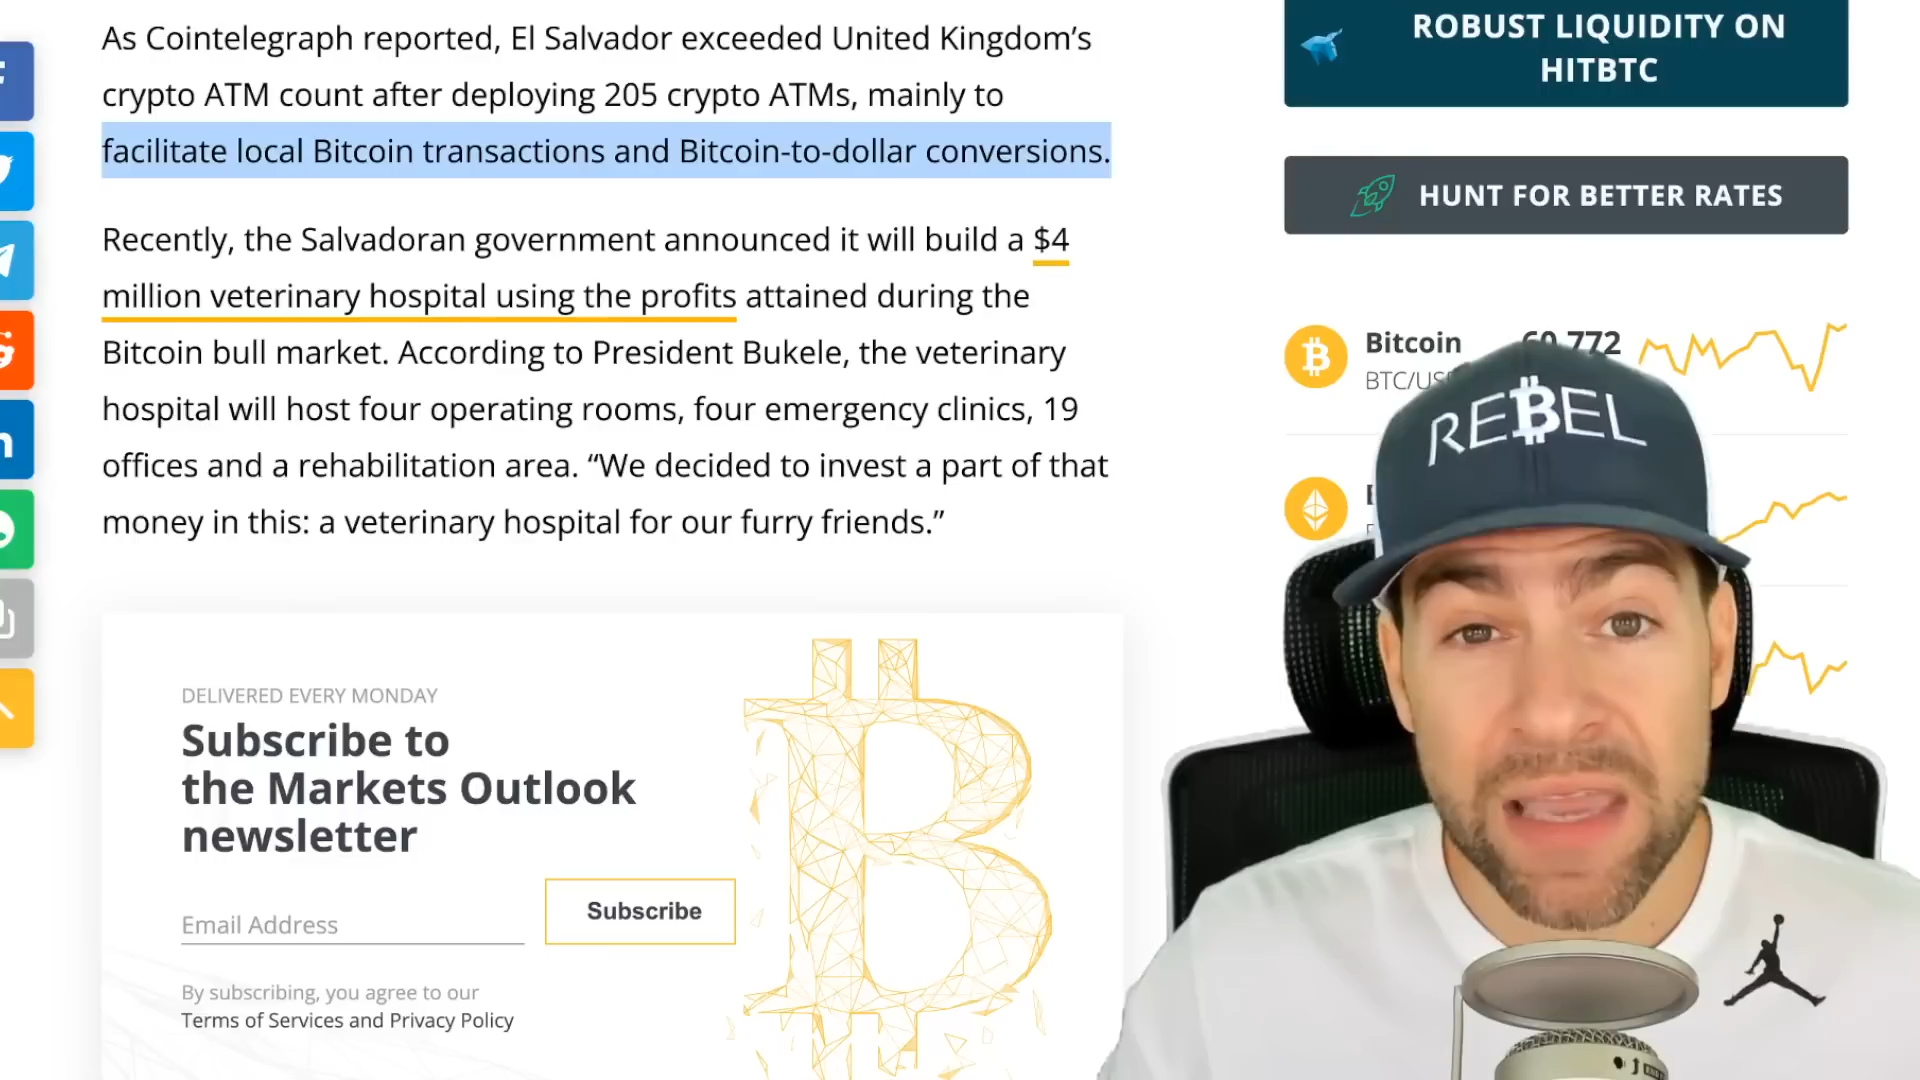 As Cointelegraph reported, El Salvador exceeded United Kingdom’s
crypto ATM count after deploying 205 crypto ATMs, mainly to
facilitate local Bitcoin transactions and Bitcoin-to-dollar conversions.
Recently, the Salvadoran government announced it will build a $4
million veterinary hospital using the profits attained during the
Bitcoin bull market. According to President Bukele, the veterinary
hospital will host four operating rooms, four emergency clinics, 19
offices and a rehabilitation area. “We decided to invest a part of that
money in this: a veterinary hospital for our furry friends.”
DELIVERED EVERY MONDAY
Subscribe to
the Markets Outlook
newsletter
Email Address
Subscribe
By subscribing, you agree to our
Terms of Services and Privacy Policy
ROBUST LIQUIDITY ON
HITBTC
HUNT FOR BETTER RATES
Bitcoin 60,772
REBEL